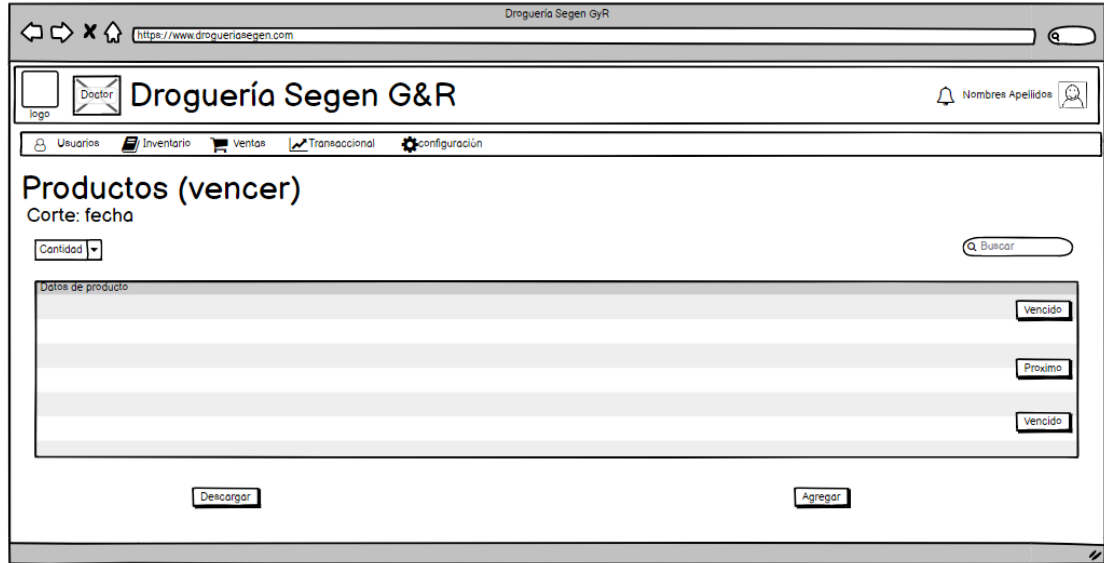 Droguería Segen GyR
https://www.drogueriasegen.com
logo
Doctor
Droguería Segen G&R
Nombres Apellidos
Usuarios Inventario Ventas Transaccional configuración
Productos (vencer)
Corte: fecha
Cantidad
Buscar
Datos de producto
Vencido
Proximo
Vencido
Descargar Agregar